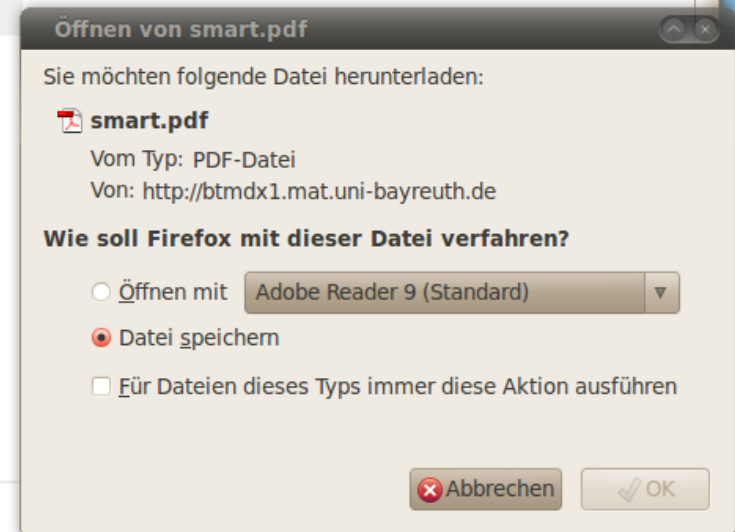 Öffnen von smart.pdf
Sie möchten folgende Datei herunterladen:
smart.pdf
Vom Typ: PDF-Datei
Von: http://btmdx1.mat.uni-bayreuth.de
Wie soll Firefox mit dieser Datei verfahren?
Öffnen mit Adobe Reader 9 (Standard)
Datei speichern
Für Dateien dieses Typs immer diese Aktion ausführen
Abbrechen OK